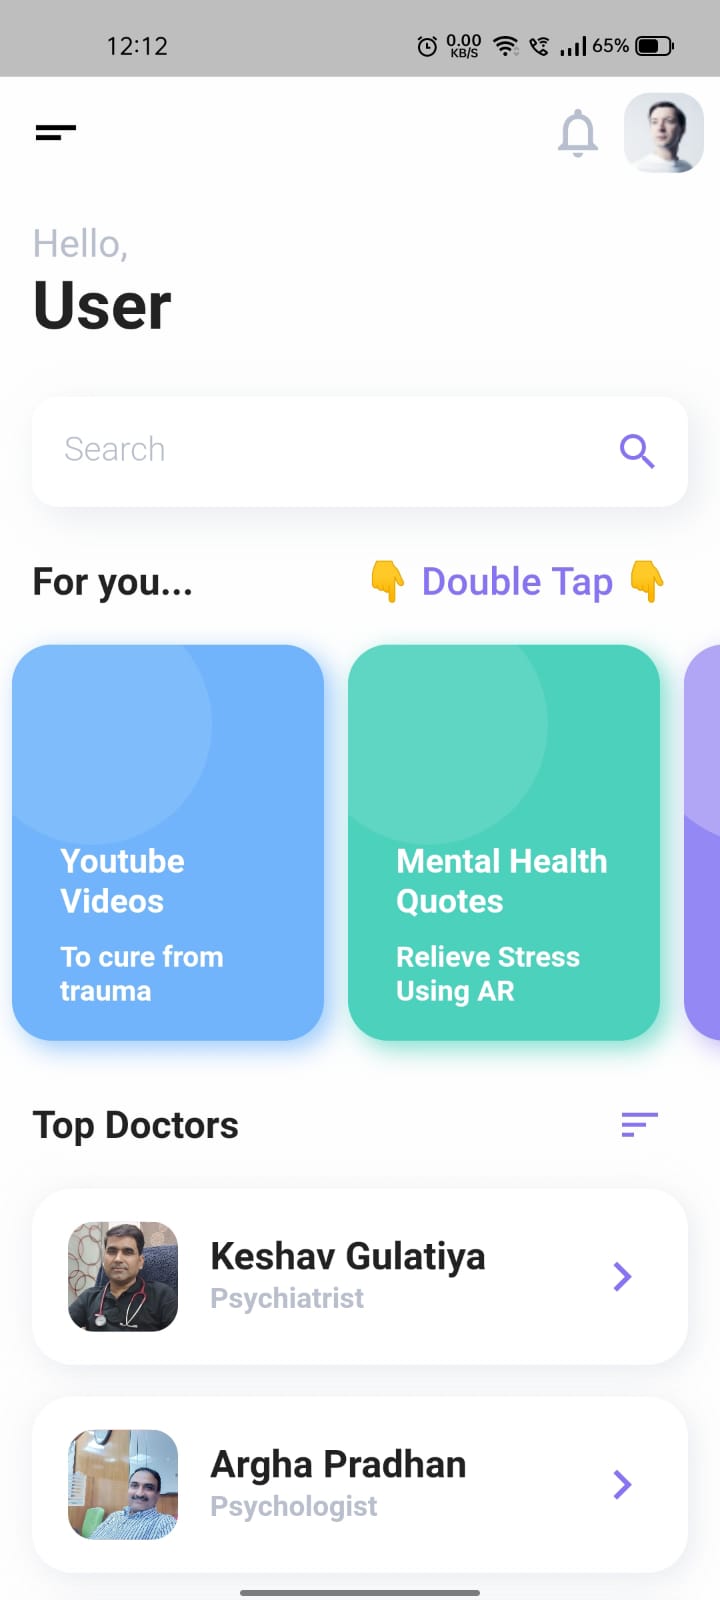 12:12
0.00
KB/S
65%
Hello,
User
Search
For you...
👇 Double Tap 👇
Youtube
Videos
To cure from
trauma
Mental Health
Quotes
Relieve Stress
Using AR
Top Doctors
Keshav Gulatiya
Psychiatrist
Argha Pradhan
Psychologist